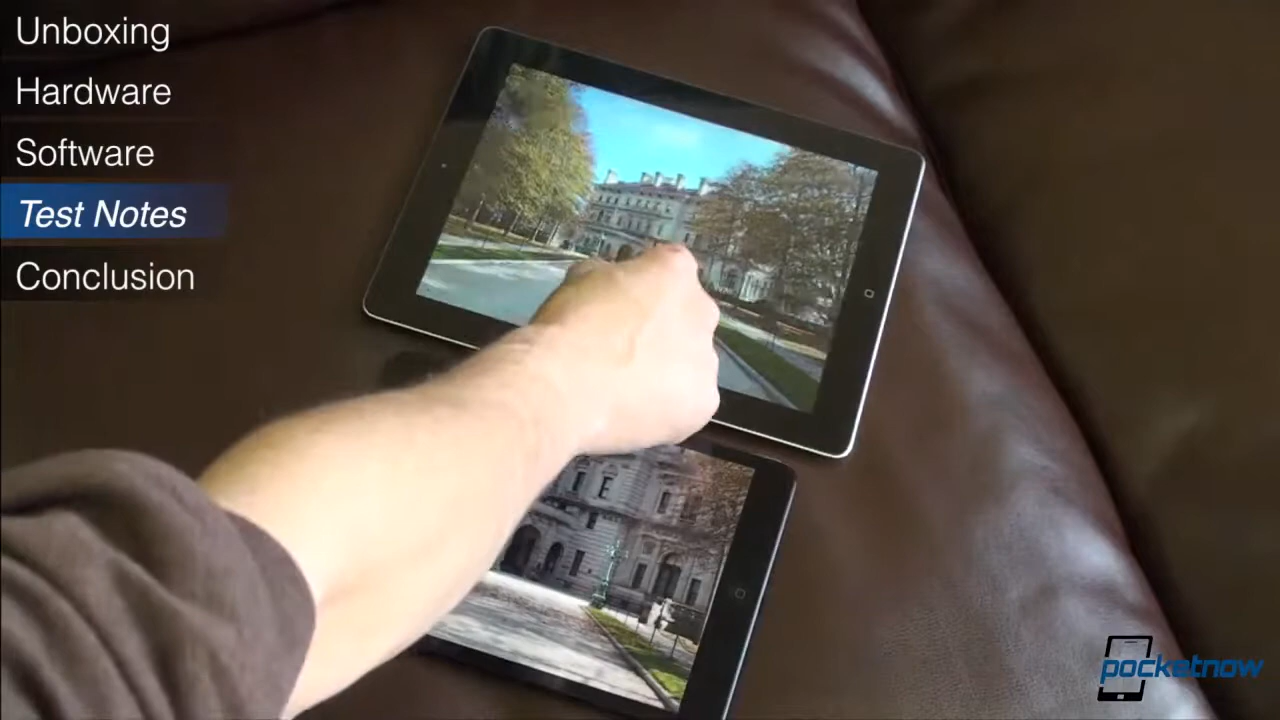 Unboxing
Hardware
Software
Test Notes
Conclusion
pocketnow